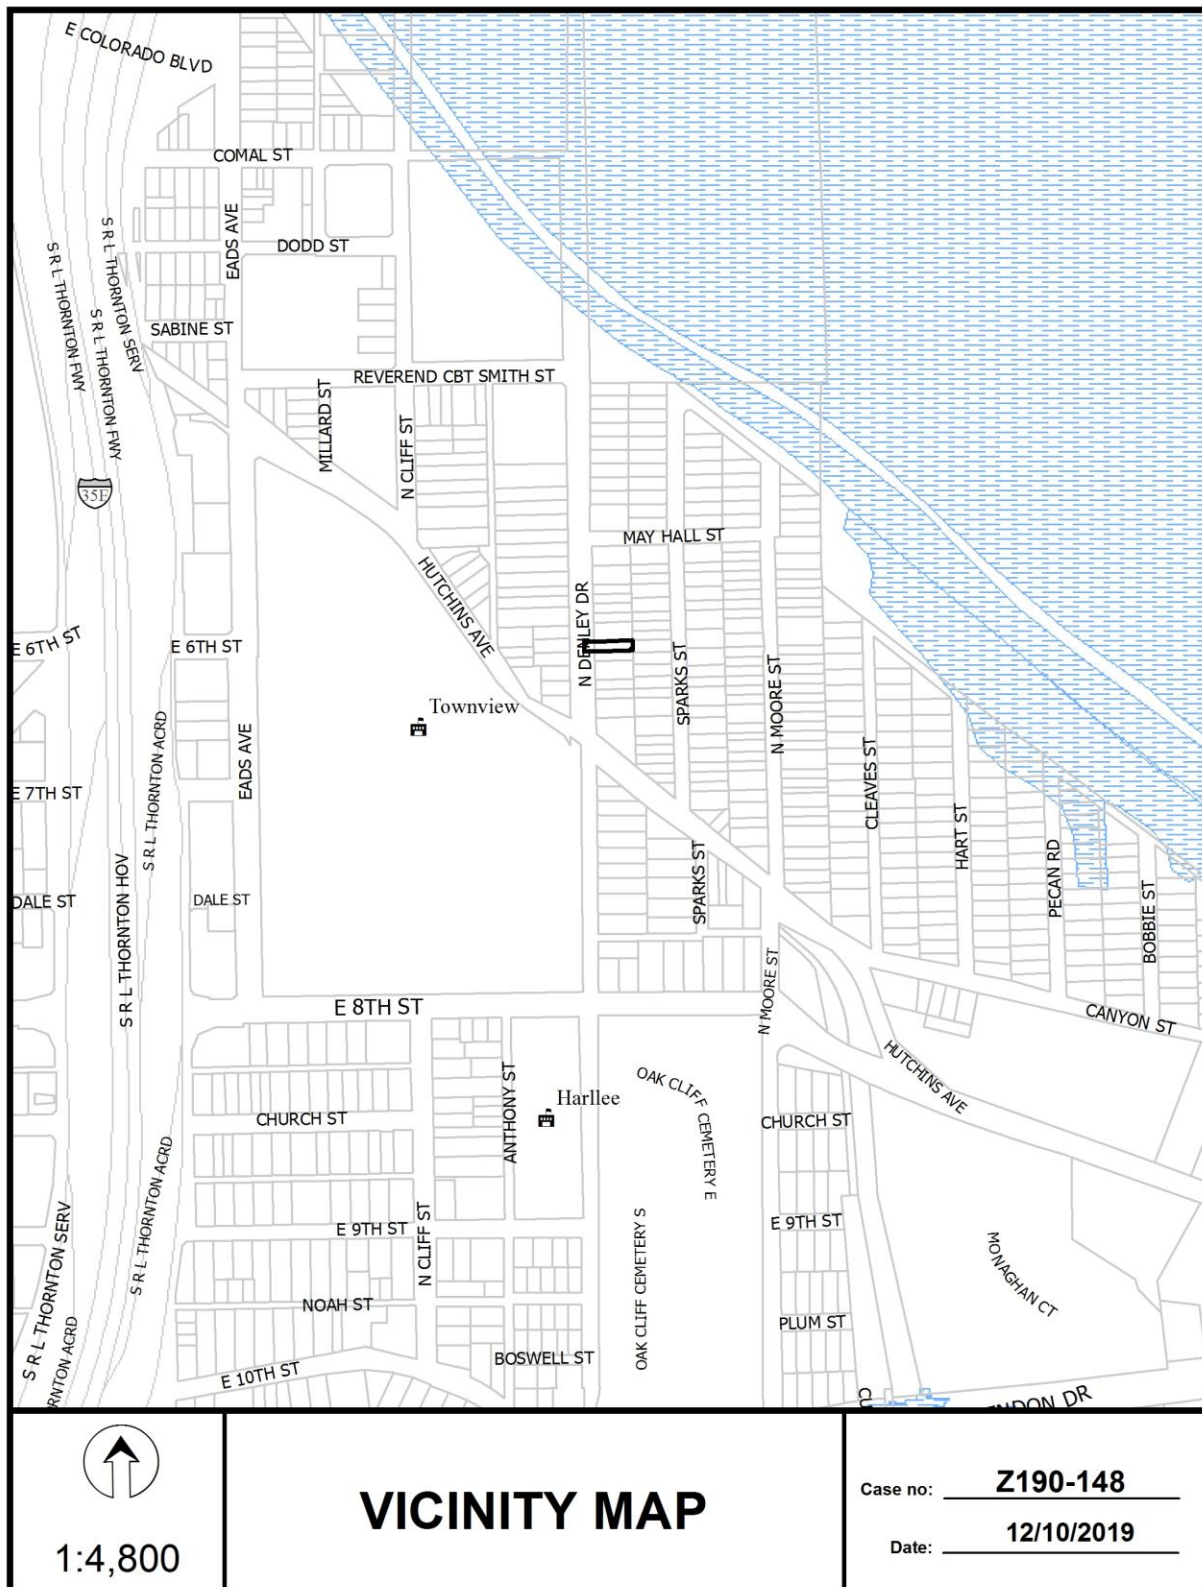 E COLORADO BLVD
COMAL ST
EADS AVE
DODD ST
S R L THORNTON SERV
S R L THORNTON FWY
S R L THORNTON FWY
SABINE ST
REVEREND CBT SMITH ST
MILLARD ST
N CLIFF ST
35E
MAY HALL ST
HUTCHINS AVE
N DENLEY DR
E 6TH ST
E 6TH ST
SPARKS ST
N MOORE ST
Townview
S R L THORNTON ACRD
EADS AVE
CLEAVES ST
E 7TH ST
HART ST
PECAN RD
SPARKS ST
BOBBIE ST
S R L THORNTON HOV
DALE ST
DALE ST
N MOORE ST
E 8TH ST
CANYON ST
HUTCHINS AVE
ANTHONY ST
Harllee
OAK CLIFF CEMETERY E
CHURCH ST
CHURCH ST
S R L THORNTON ACRD
S R L THORNTON SERV
N CLIFF ST
E 9TH ST
E 9TH ST
OAK CLIFF CEMETERY S
MONAGHAN CT
NOAH ST
PLUM ST
BOSWELL ST
E 10TH ST
RNTON ACRD
CU
NDON DR
1:4,800
VICINITY MAP
Case no: Z190-148
Date: 12/10/2019